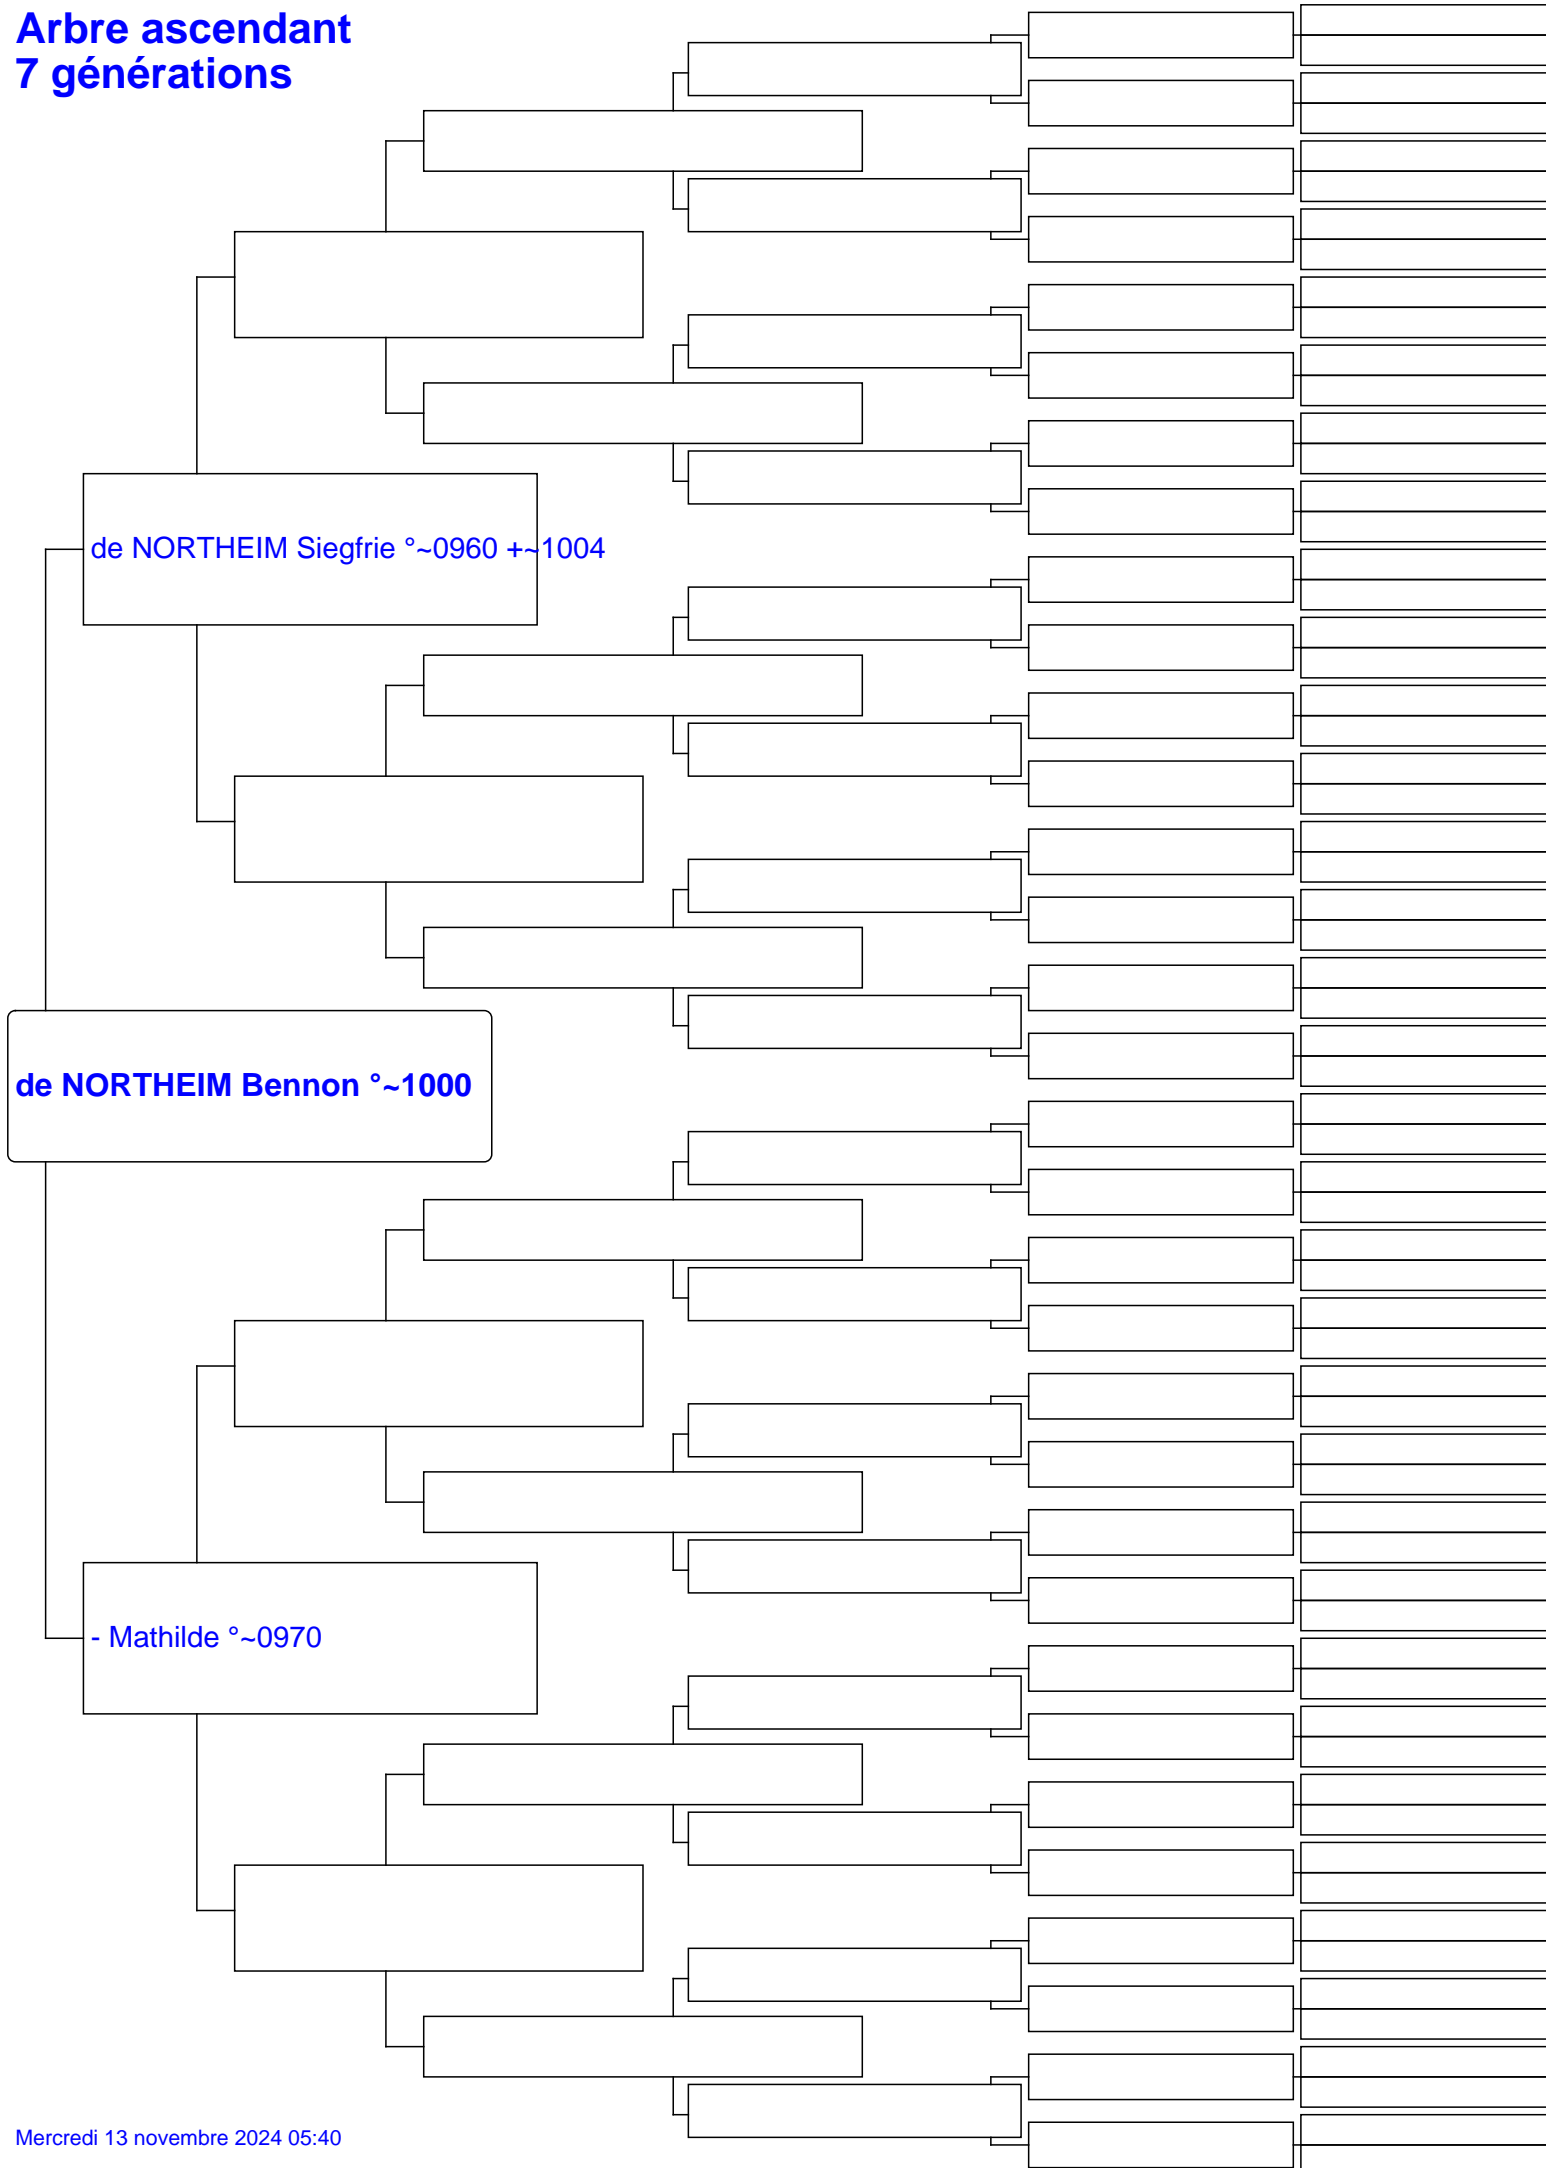 Arbre ascendant
7 générations
de NORTHEIM Siegfrie °~0960 +~1004
de NORTHEIM Bennon °~1000
- Mathilde °~0970
Mercredi 13 novembre 2024 05:40